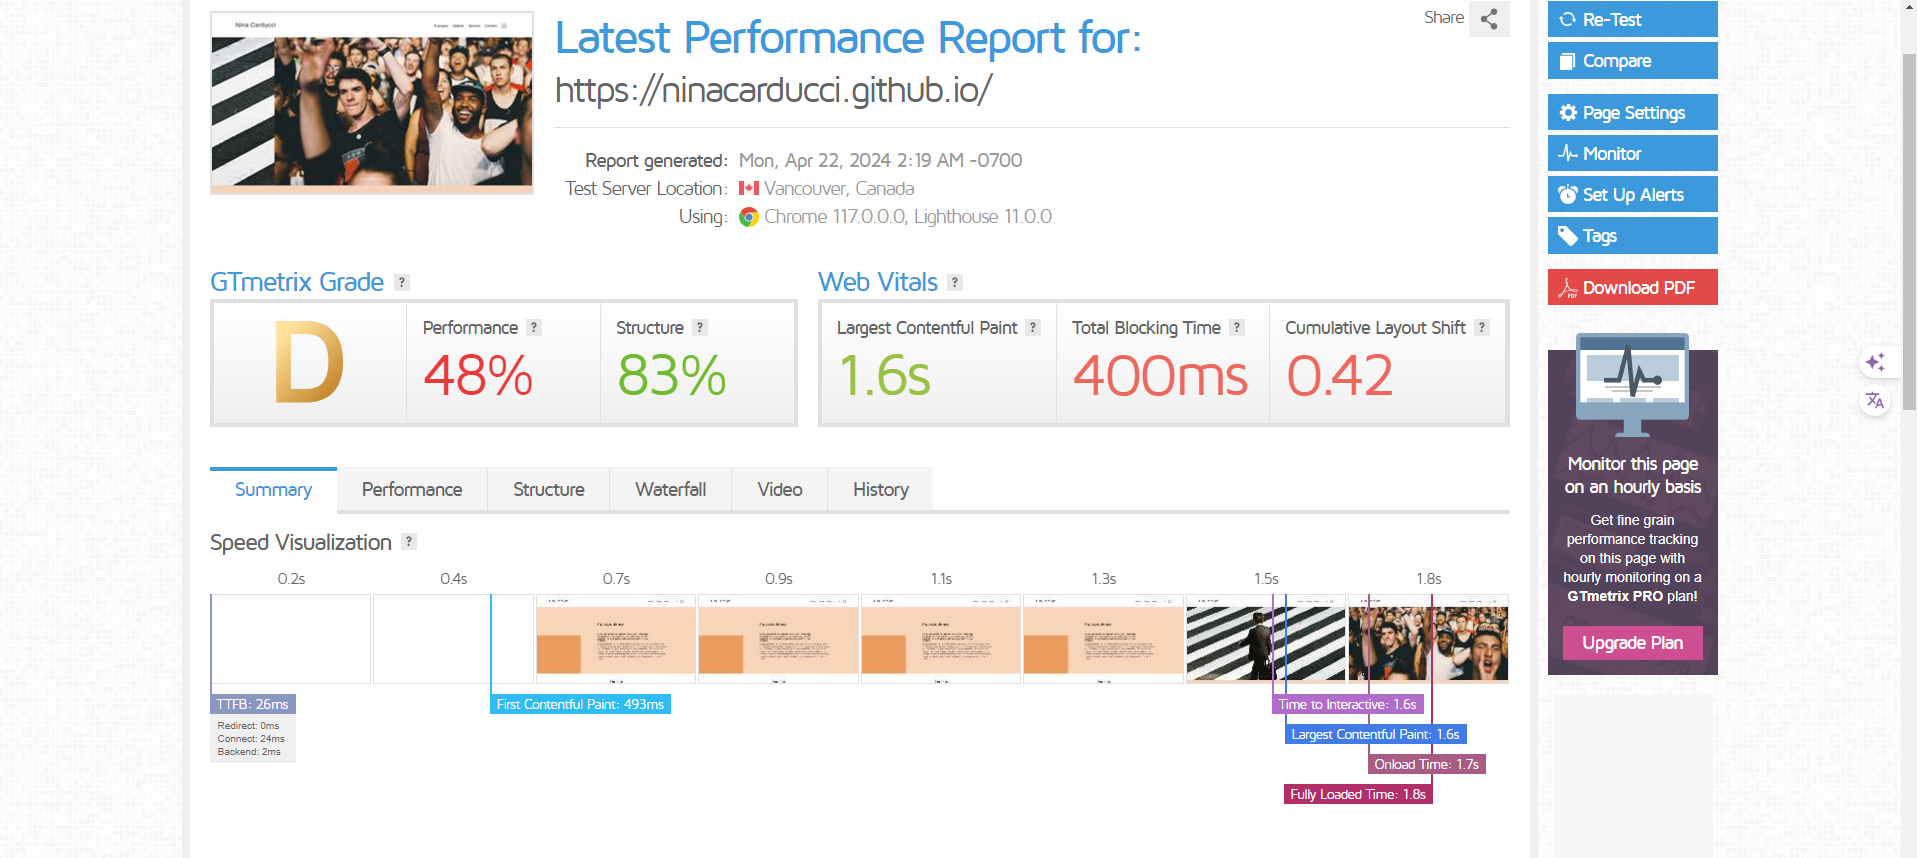 Nina Carducci
Latest Performance Report for:
https://ninacarducci.github.io/
Share
Report generated: Mon, Apr 22, 2024 2:19 AM -0700
Test Server Location: Vancouver, Canada
Using: Chrome 117.0.0.0, Lighthouse 11.0.0
Re-Test
Compare
Page Settings
Monitor
Set Up Alerts
Tags
Download PDF
GTmetrix Grade ?
D
Performance ?
48%
Structure ?
83%
Web Vitals ?
Largest Contentful Paint ?
1.6s
Total Blocking Time ?
400ms
Cumulative Layout Shift ?
0.42
Summary Performance Structure Waterfall Video History
Speed Visualization ?
0.2s 0.4s 0.7s 0.9s 1.1s 1.3s 1.5s 1.8s
TTFB: 26ms
Redirect: 0ms
Connect: 24ms
Backend: 2ms
First Contentful Paint: 493ms
Time to Interactive: 1.6s
Largest Contentful Paint: 1.6s
Onload Time: 1.7s
Fully Loaded Time: 1.8s
Monitor this page
on an hourly basis
Get fine grain
performance tracking
on this page with
hourly monitoring on a
GTmetrix PRO plan!
Upgrade Plan